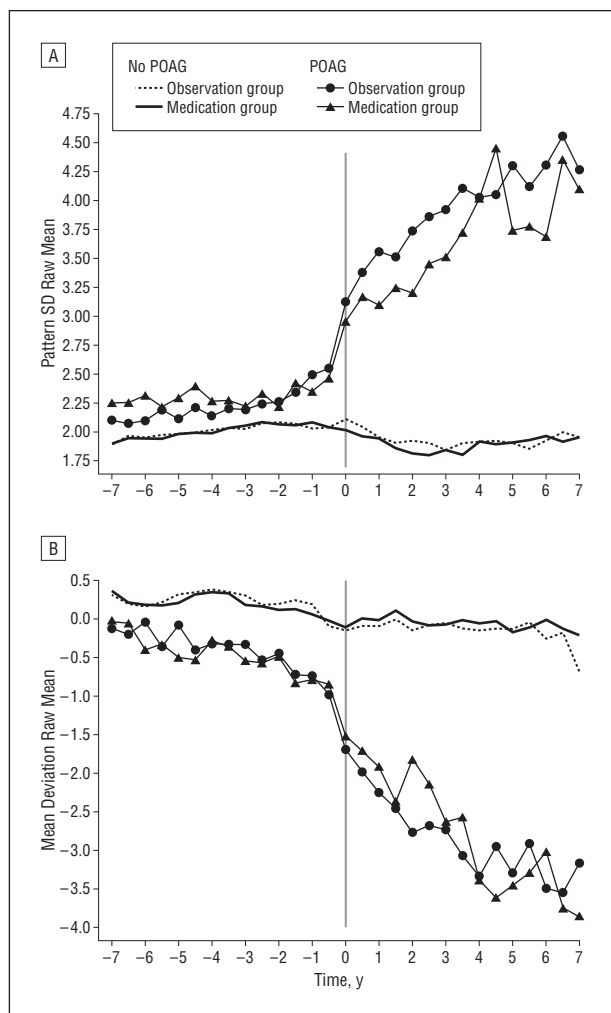 A
No POAG POAG
Observation group Observation group
Medication group Medication group
4.75
4.50
4.25
4.00
3.75
3.50
3.25
3.00
2.75
2.50
2.25
2.00
1.75
Pattern SD Raw Mean
–7 –6 –5 –4 –3 –2 –1 0 1 2 3 4 5 6 7
B
0.5
0.0
–0.5
–1.0
–1.5
–2.0
–2.5
–3.0
–3.5
–4.0
Mean Deviation Raw Mean
–7 –6 –5 –4 –3 –2 –1 0 1 2 3 4 5 6 7
Time, y